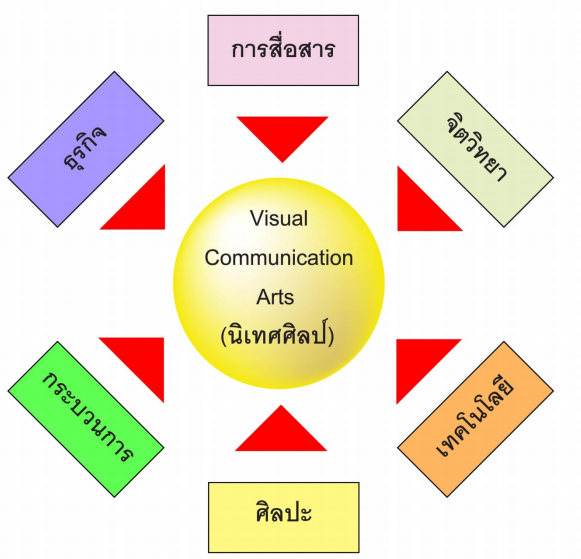 การสื่อสาร
ธุรกิจ
จิตวิทยา
Visual
Communication
Arts
(นิเทศศิลป์)
กระบวนการ
เทคโนโลยี
ศิลปะ